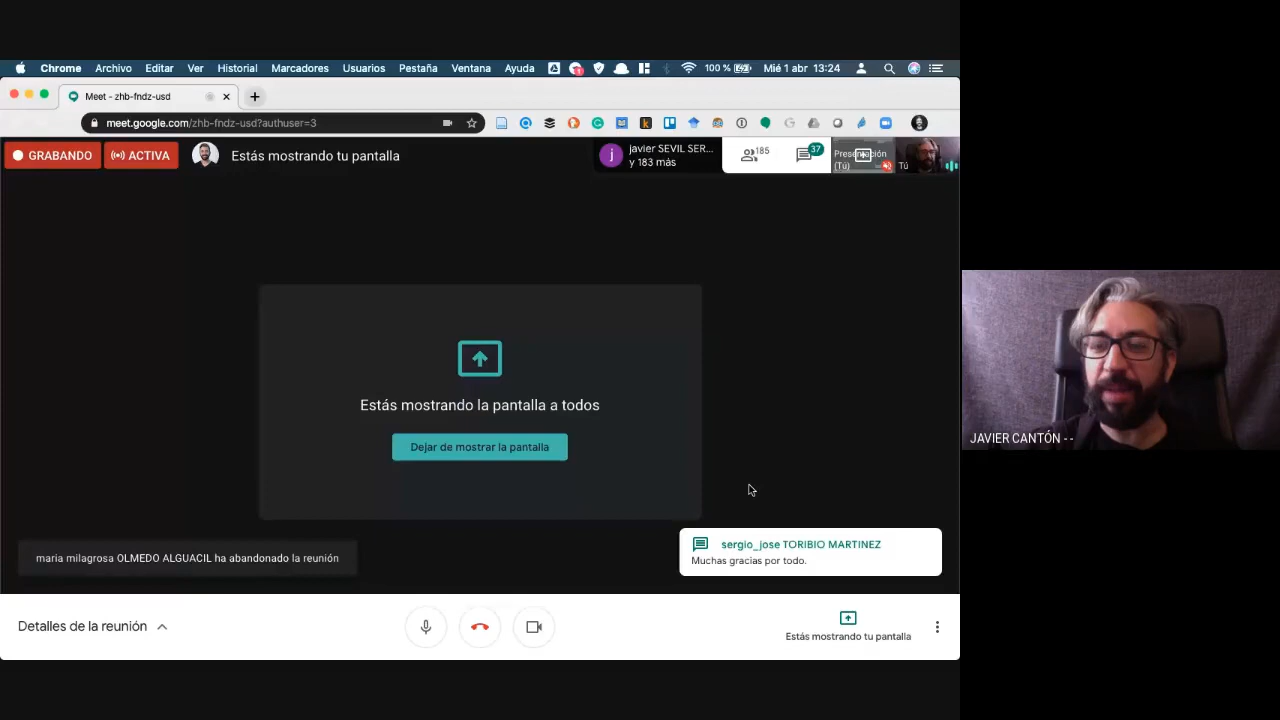 Chrome Archivo Editar Ver Historial Marcadores Usuarios Pestaña Ventana Ayuda 100 % Mié 1 abr 13:24
Meet - zhb-fndz-usd
meet.google.com/zhb-fndz-usd?authuser=3
GRABANDO ACTIVA Estás mostrando tu pantalla
j javier SEVIL SER...
y 183 más
185
37
Presentación
(Tú)
Tú
Estás mostrando la pantalla a todos
Dejar de mostrar la pantalla
JAVIER CANTÓN - -
maria milagrosa OLMEDO ALGUACIL ha abandonado la reunión
sergio_jose TORIBIO MARTINEZ
Muchas gracias por todo.
Detalles de la reunión
Estás mostrando tu pantalla